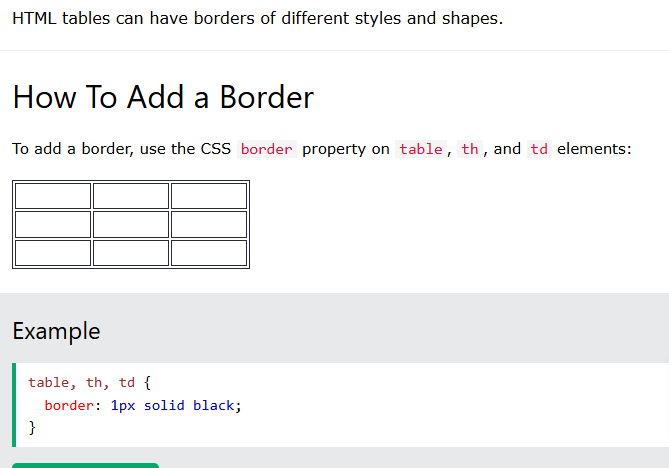 HTML tables can have borders of different styles and shapes.
How To Add a Border
To add a border, use the CSS border property on table, th, and td elements:
Example
table, th, td {
  border: 1px solid black;
}